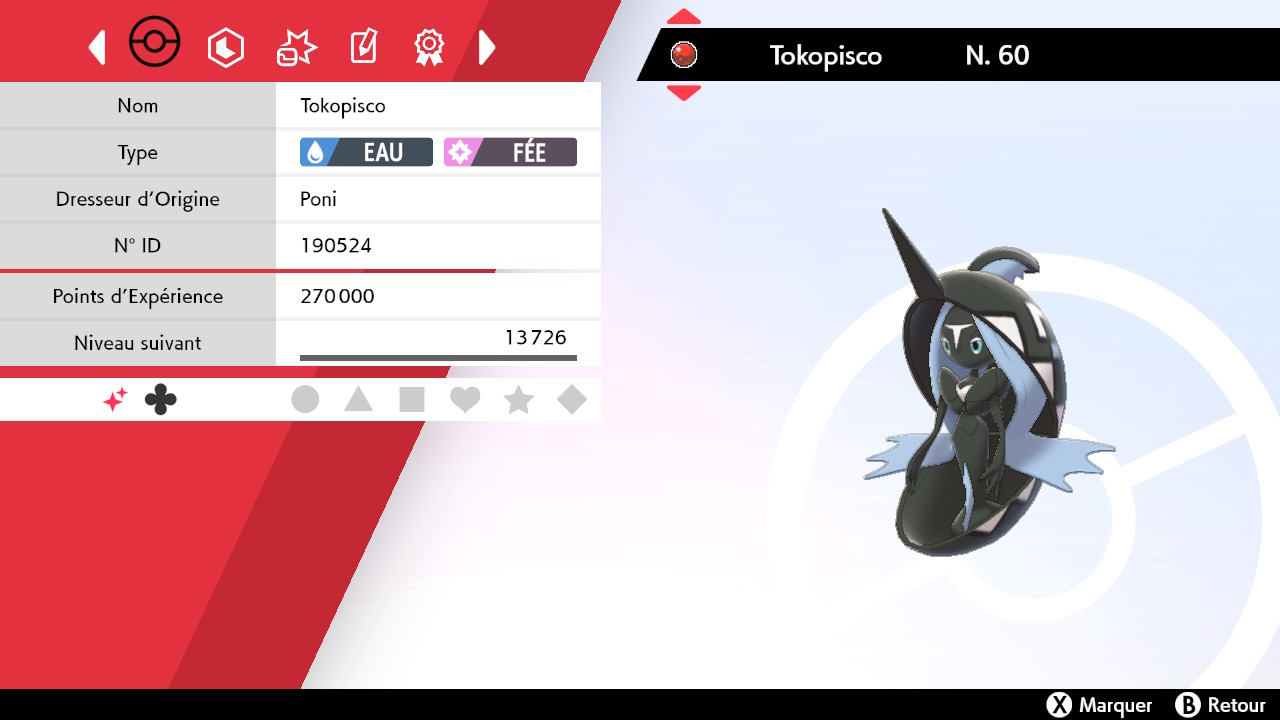 Tokopisco N. 60
Nom Tokopisco
Type EAU FÉE
Dresseur d'Origine Poni
N° ID 190524
Points d'Expérience 270 000
Niveau suivant 13 726
X Marquer B Retour